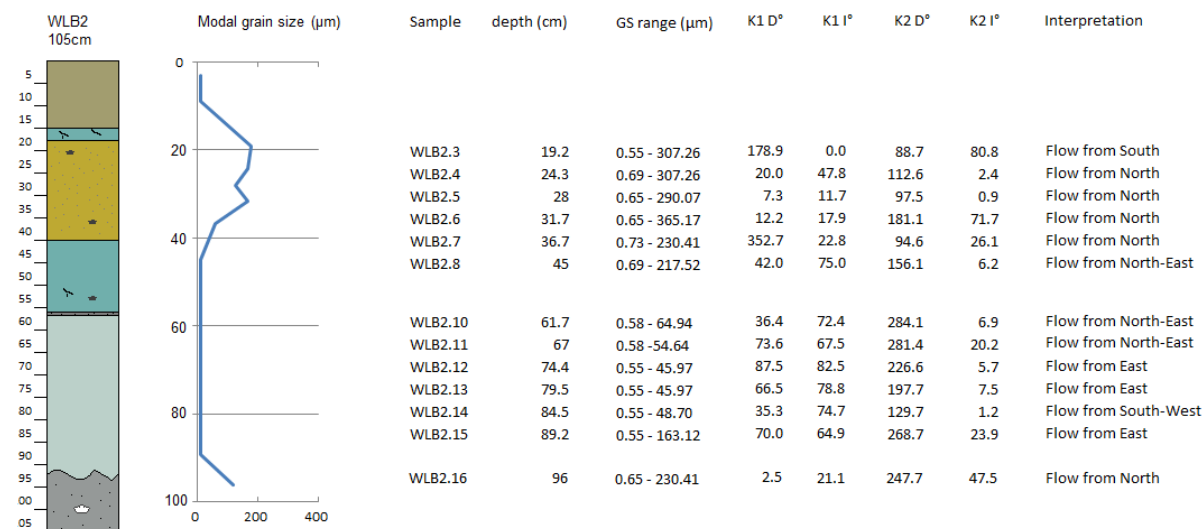 WLB2
105cm
Modal grain size (µm)
Sample depth (cm) GS range (µm) K1 D° K1 I° K2 D° K2 I° Interpretation
5
10
15
20
25
30
35
40
45
50
55
60
65
70
75
80
85
90
95
00
05
0
20
40
60
80
100
0 200 400
WLB2.3 19.2 0.55 - 307.26 178.9 0.0 88.7 80.8 Flow from South
WLB2.4 24.3 0.69 - 307.26 20.0 47.8 112.6 2.4 Flow from North
WLB2.5 28 0.65 - 290.07 7.3 11.7 97.5 0.9 Flow from North
WLB2.6 31.7 0.65 - 365.17 12.2 17.9 181.1 71.7 Flow from North
WLB2.7 36.7 0.73 - 230.41 352.7 22.8 94.6 26.1 Flow from North
WLB2.8 45 0.69 - 217.52 42.0 75.0 156.1 6.2 Flow from North-East
WLB2.10 61.7 0.58 - 64.94 36.4 72.4 284.1 6.9 Flow from North-East
WLB2.11 67 0.58 -54.64 73.6 67.5 281.4 20.2 Flow from North-East
WLB2.12 74.4 0.55 - 45.97 87.5 82.5 226.6 5.7 Flow from East
WLB2.13 79.5 0.55 - 45.97 66.5 78.8 197.7 7.5 Flow from East
WLB2.14 84.5 0.55 - 48.70 35.3 74.7 129.7 1.2 Flow from South-West
WLB2.15 89.2 0.55 - 163.12 70.0 64.9 268.7 23.9 Flow from East
WLB2.16 96 0.65 - 230.41 2.5 21.1 247.7 47.5 Flow from North